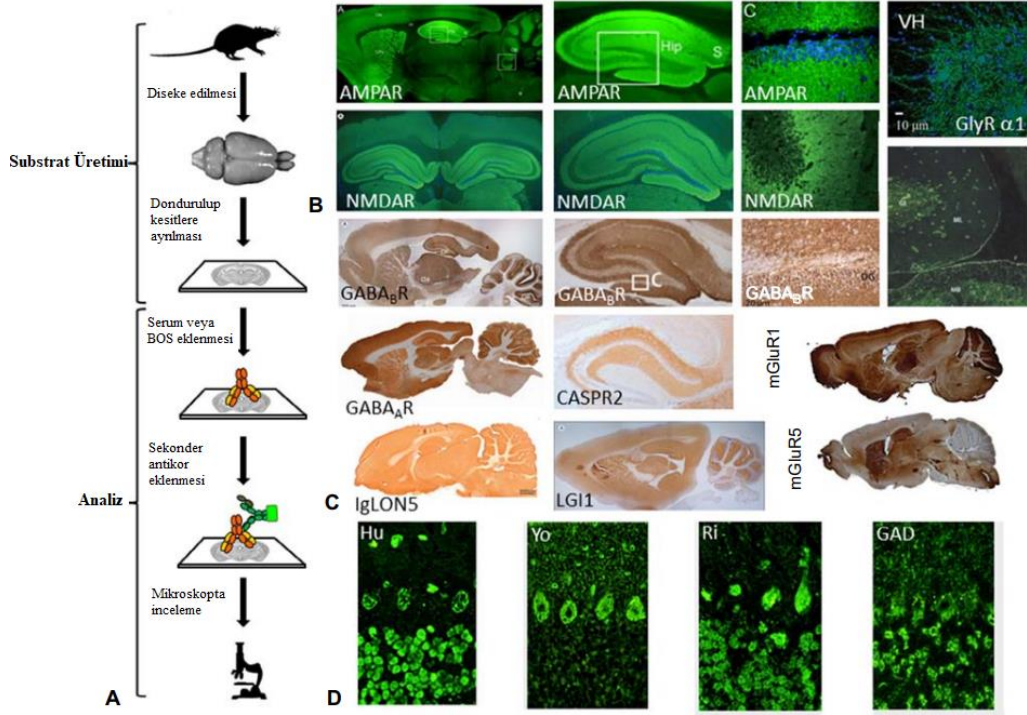 Diseke edilmesi
Substrat Üretimi
Dondurulup
kesitlere
ayrılması
Serum veya
BOS eklenmesi
Sekonder
antikor
eklenmesi
Analiz
Mikroskopta
inceleme
A
B
A
AMPAR
Hip
S
AMPAR
C
AMPAR
VH
10 µm
GlyR α1
NMDAR
NMDAR
NMDAR
GABABR
C
GABABR
GABABR
C
GABAAR
CASPR2
mGluR1
IgLON5
LGI1
mGluR5
D
Hu
Yo
Ri
GAD